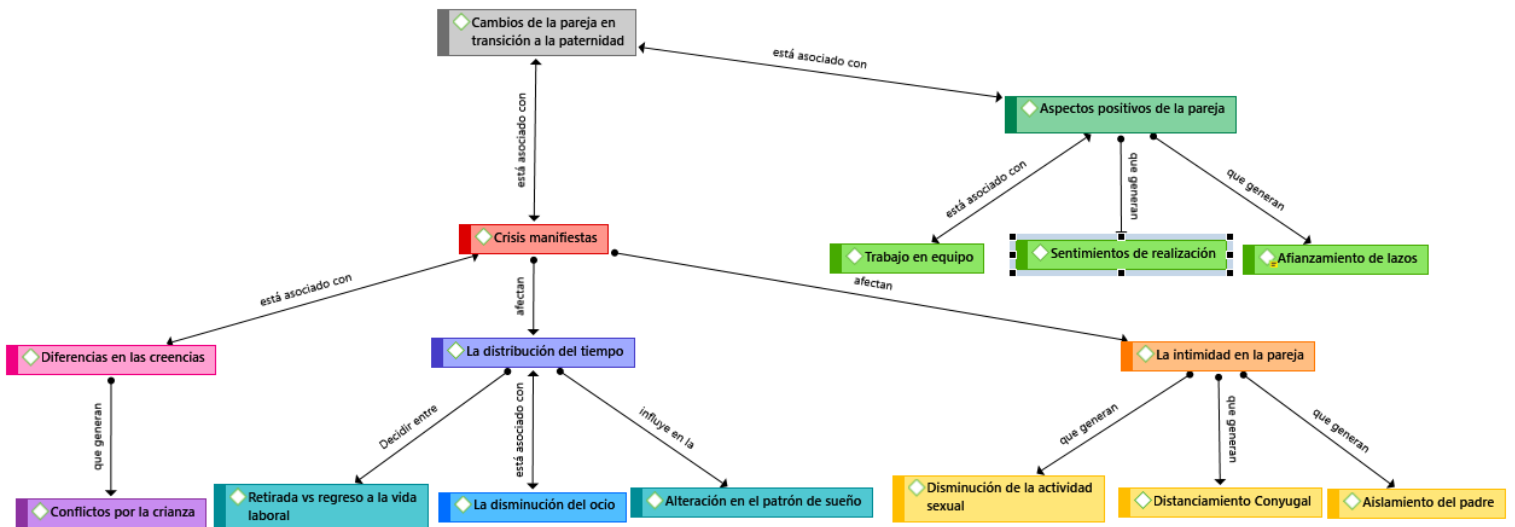 Cambios de la pareja en
transición a la paternidad
está asociado con
Aspectos positivos de la pareja
está asociado con
está asociado con
que generan
que generan
Crisis manifiestas
Trabajo en equipo
Sentimientos de realización
Afianzamiento de lazos
está asociado con
afectan
afectan
Diferencias en las creencias
La distribución del tiempo
La intimidad en la pareja
que generan
Decidir entre
está asociado con
influye en la
que generan
que generan
que generan
Conflictos por la crianza
Retirada vs regreso a la vida
laboral
La disminución del ocio
Alteración en el patrón de sueño
Disminución de la actividad
sexual
Distanciamiento Conyugal
Aislamiento del padre